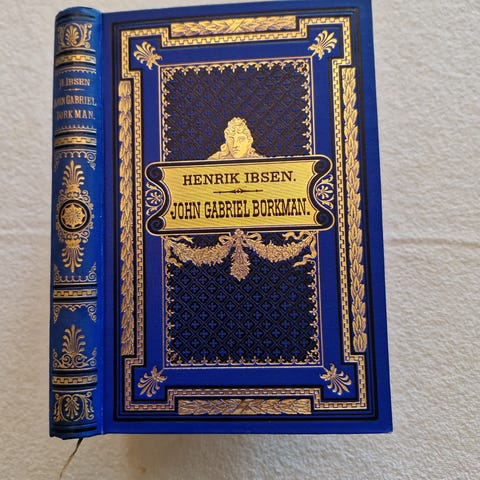 H. IBSEN
JOHN GABRIEL
BORKMAN.
HENRIK IBSEN.
JOHN GABRIEL BORKMAN.